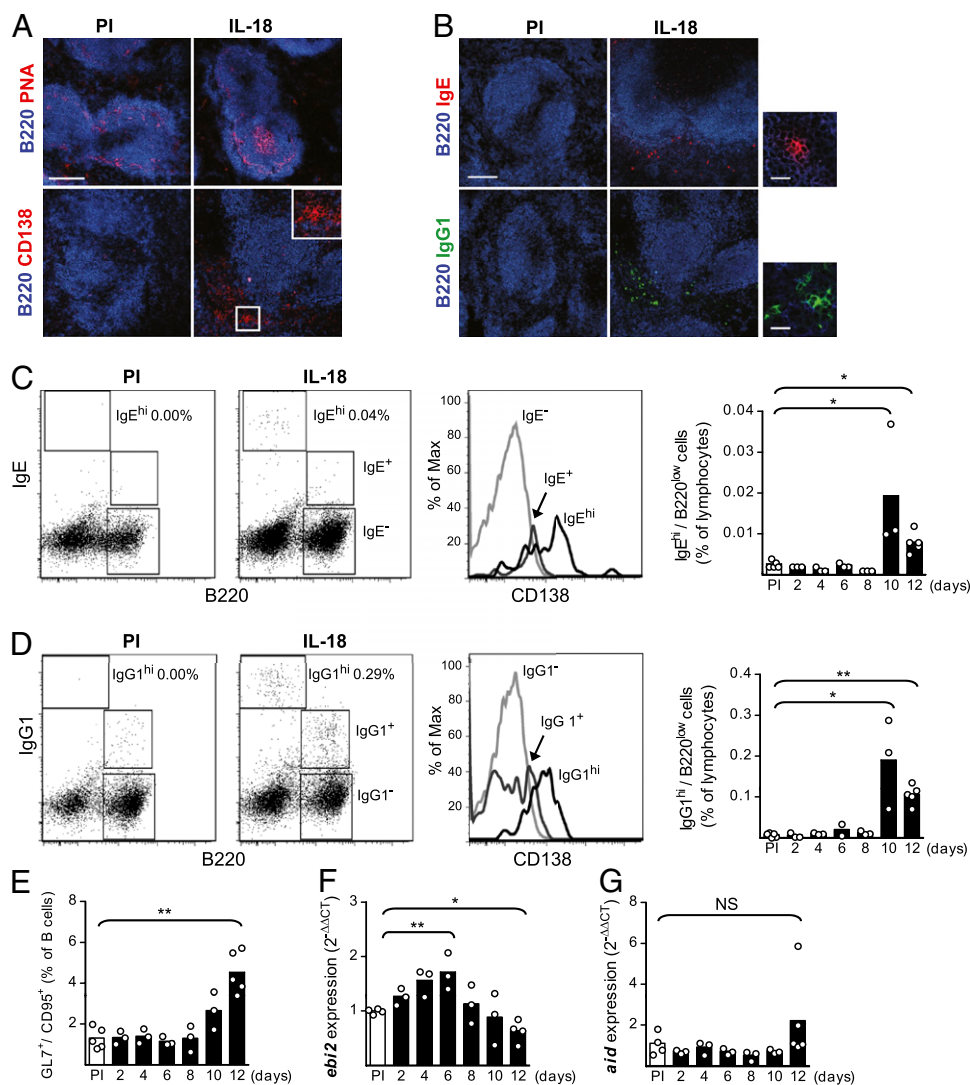 A
PI
IL-18
B220 PNA
B220 CD138
B
PI
IL-18
B220 IgE
B220 IgG1
C
PI
IL-18
IgE^hi 0.00%
IgE^hi 0.04%
IgE^+
IgE^-
IgE
B220
% of Max
100
80
60
40
20
IgE^-
IgE^+
IgE^hi
CD138
IgE^hi / B220^low cells
(% of lymphocytes)
0.04
0.03
0.02
0.01
*
*
PI 2 4 6 8 10 12 (days)
D
PI
IL-18
IgG1^hi 0.00%
IgG1^hi 0.29%
IgG1^+
IgG1^-
IgG1
B220
% of Max
100
80
60
40
20
IgG1^-
IgG 1^+
IgG1^hi
CD138
IgG1^hi / B220^low cells
(% of lymphocytes)
0.4
0.3
0.2
0.1
**
*
PI 2 4 6 8 10 12 (days)
E
GL7^+/ CD95^+ (% of B cells)
8
6
4
2
**
PI 2 4 6 8 10 12 (days)
F
ebi2 expression (2^-ΔΔCT)
3
2
1
*
**
PI 2 4 6 8 10 12 (days)
G
aid expression (2^-ΔΔCT)
8
6
4
2
NS
PI 2 4 6 8 10 12 (days)